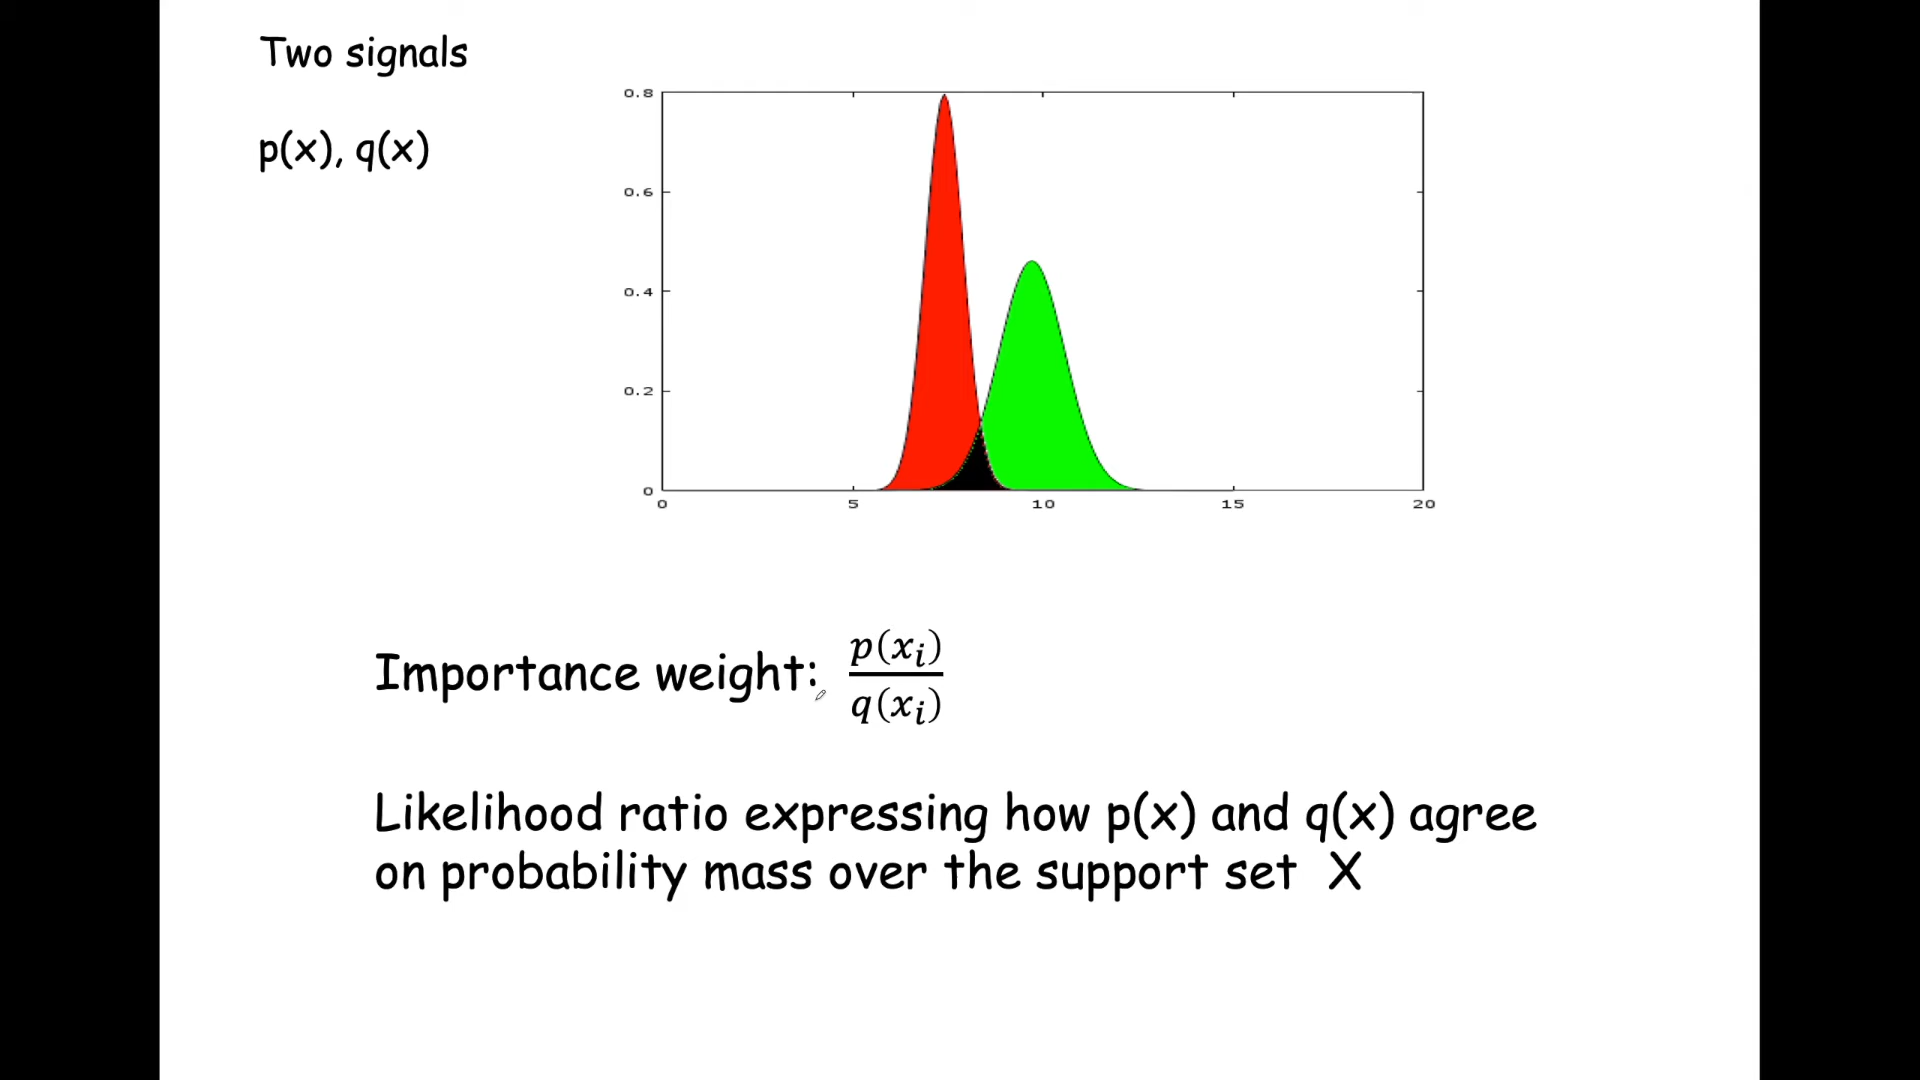 Two signals
p(x), q(x)
0.8
0.6
0.4
0.2
0
0 5 10 15 20
Importance weight: p(xᵢ)/q(xᵢ)
Likelihood ratio expressing how p(x) and q(x) agree
on probability mass over the support set X